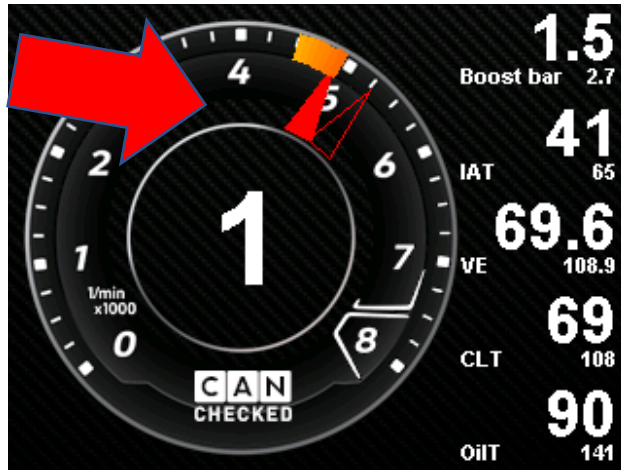 4
5
2
6
1
7
1
1/min
x1000
0
8
CAN
CHECKED
1.5
Boost bar 2.7
41
IAT 65
69.6
VE 108.9
69
CLT 108
90
OilT 141